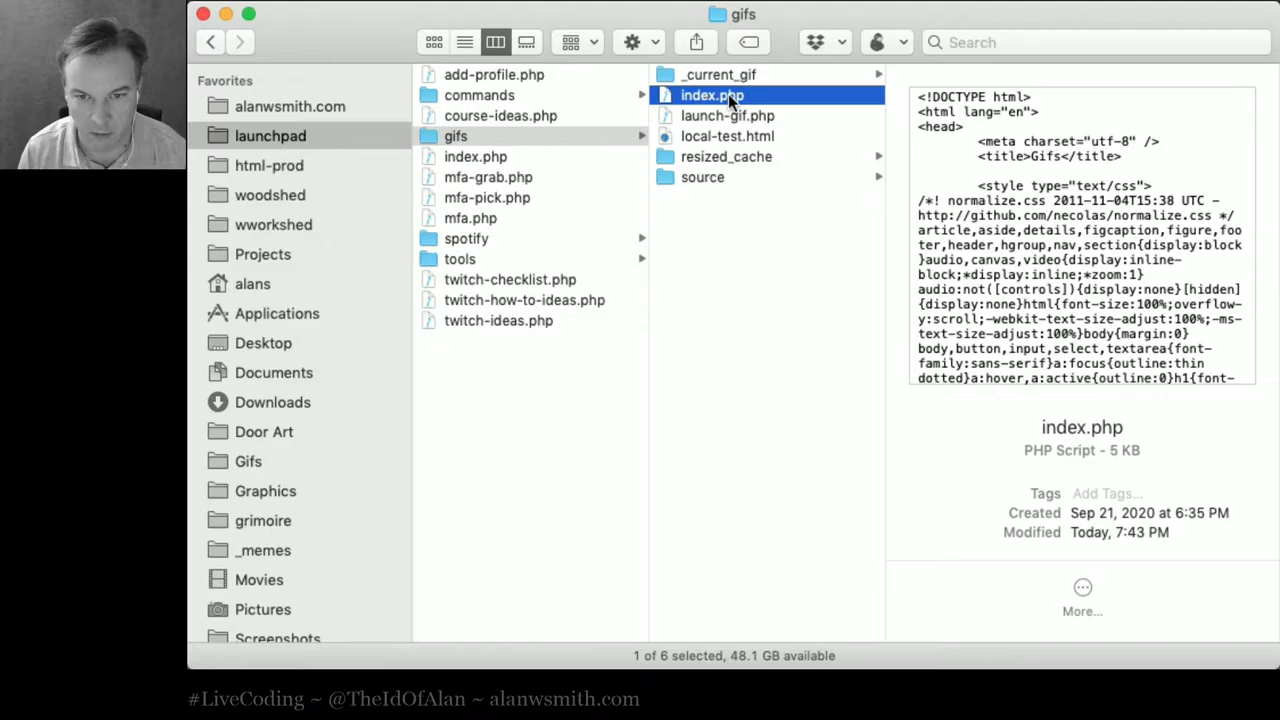 gifs
Search
Favorites
alanwsmith.com
launchpad
html-prod
woodshed
wworkshed
Projects
alans
Applications
Desktop
Documents
Downloads
Door Art
Gifs
Graphics
grimoire
_memes
Movies
Pictures
Screenshots
add-profile.php
commands
course-ideas.php
gifs
index.php
mfa-grab.php
mfa-pick.php
mfa.php
spotify
tools
twitch-checklist.php
twitch-how-to-ideas.php
twitch-ideas.php
_current_gif
index.php
launch-gif.php
local-test.html
resized_cache
source
<!DOCTYPE html>
<html lang="en">
<head>
<meta charset="utf-8" />
<title>Gifs</title>
<style type="text/css">
/*! normalize.css 2011-11-04T15:38 UTC -
http://github.com/necolas/normalize.css */
article,aside,details,figcaption,figure,foo
ter,header,hgroup,nav,section{display:block
}audio,canvas,video{display:inline-
block;*display:inline;*zoom:1}
audio:not([controls]){display:none}[hidden]
{display:none}html{font-size:100%;overflow-
y:scroll;-webkit-text-size-adjust:100%;-ms-
text-size-adjust:100%}body{margin:0}
body,button,input,select,textarea{font-
family:sans-serif}a:focus{outline:thin
dotted}a:hover,a:active{outline:0}h1{font-
index.php
PHP Script - 5 KB
Tags Add Tags...
Created Sep 21, 2020 at 6:35 PM
Modified Today, 7:43 PM
More...
1 of 6 selected, 48.1 GB available
#LiveCoding ~ @TheIdOfAlan ~ alanwsmith.com